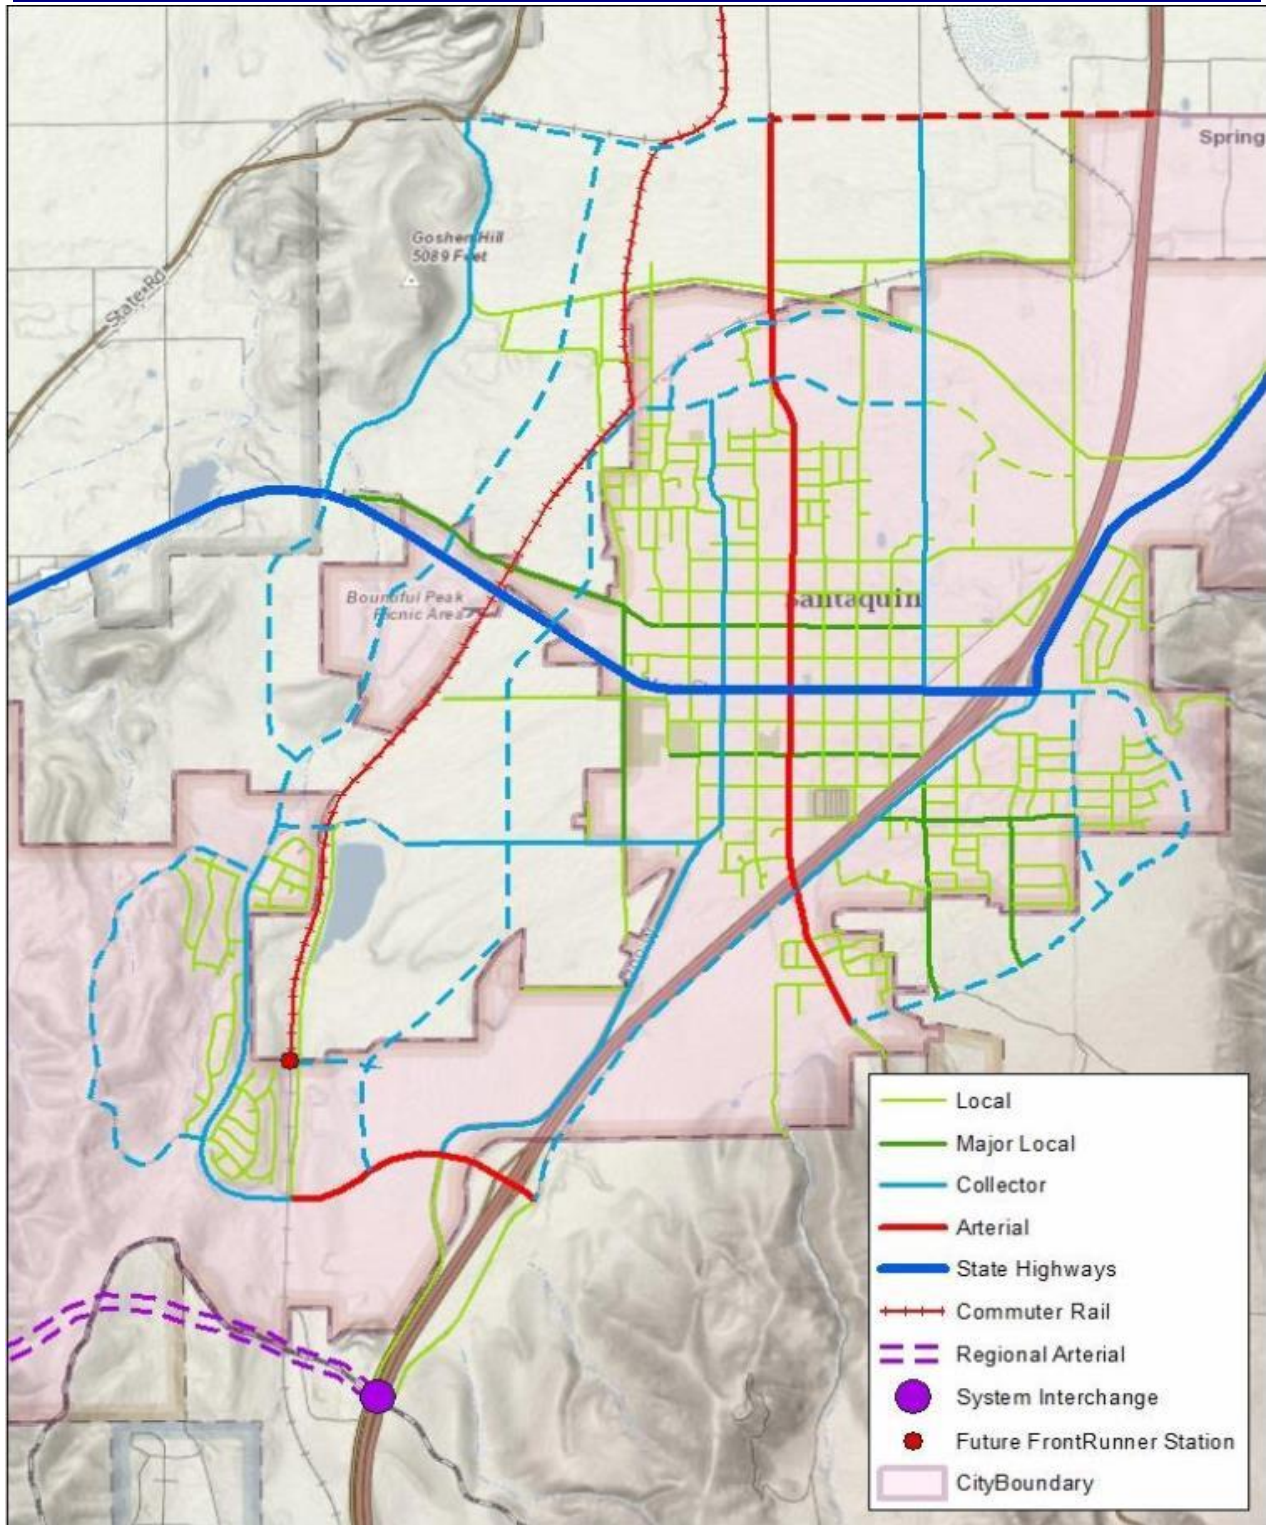 Spring
Goshen Hill
5089 Feet
State Rd
Bountiful Peak
Picnic Area
Santaquin
Local
Major Local
Collector
Arterial
State Highways
Commuter Rail
Regional Arterial
System Interchange
Future FrontRunner Station
CityBoundary